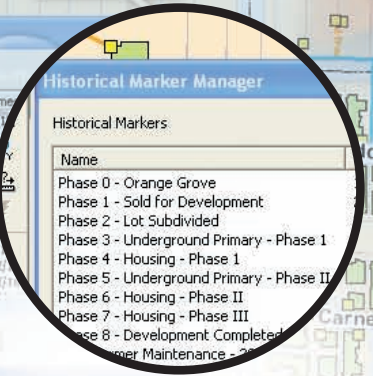 Historical Marker Manager
Historical Markers
Name
Phase 0 - Orange Grove
Phase 1 - Sold for Development
Phase 2 - Lot Subdivided
Phase 3 - Underground Primary - Phase 1
Phase 4 - Housing - Phase 1
Phase 5 - Underground Primary - Phase II
Phase 6 - Housing - Phase II
Phase 7 - Housing - Phase III
Phase 8 - Development Completed
Maintenance -
Carne